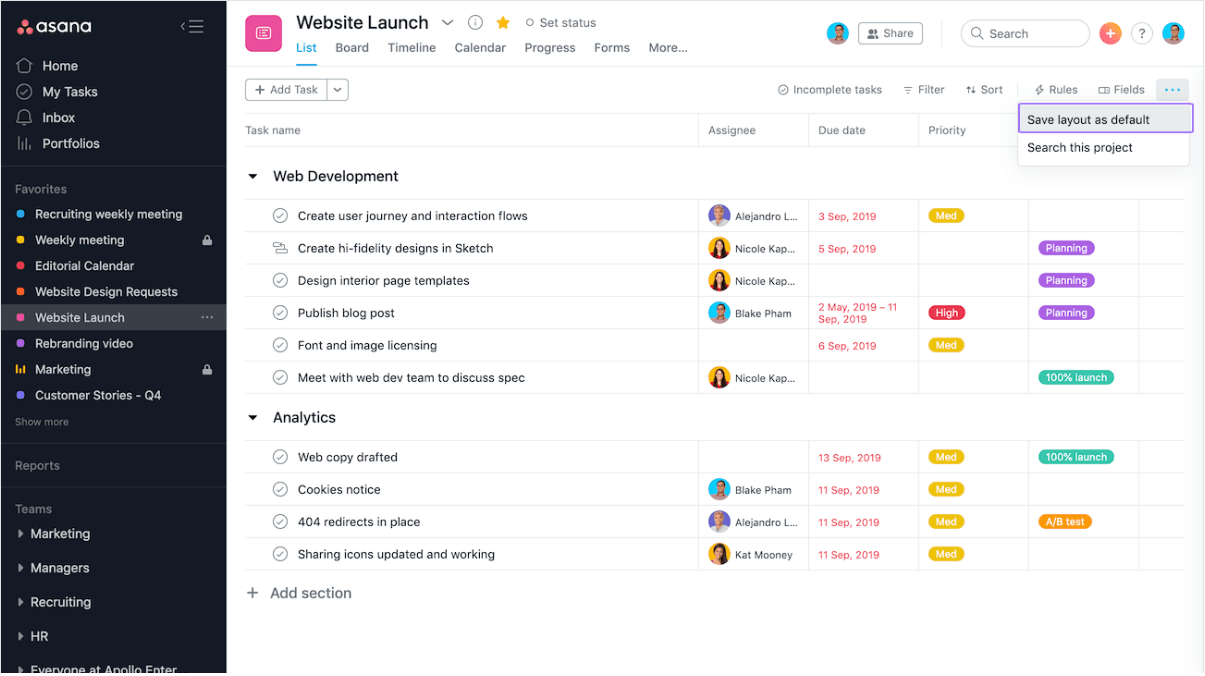 asana
Home
My Tasks
Inbox
Portfolios
Favorites
Recruiting weekly meeting
Weekly meeting
Editorial Calendar
Website Design Requests
Website Launch
Rebranding video
Marketing
Customer Stories - Q4
Show more
Reports
Teams
Marketing
Managers
Recruiting
HR
Everyone at Apollo Enter...
Website Launch
Set status
List Board Timeline Calendar Progress Forms More...
Share
Search
?
+ Add Task
Incomplete tasks Filter Sort Rules Fields ...
Save layout as default
Search this project
Task name Assignee Due date Priority
Web Development
Create user journey and interaction flows Alejandro L... 3 Sep, 2019 Med
Create hi-fidelity designs in Sketch Nicole Kap... 5 Sep, 2019 Planning
Design interior page templates Nicole Kap... Planning
Publish blog post Blake Pham 2 May, 2019 – 11 High Planning
Sep, 2019
Font and image licensing 6 Sep, 2019 Med
Meet with web dev team to discuss spec Nicole Kap... 100% launch
Analytics
Web copy drafted 13 Sep, 2019 Med 100% launch
Cookies notice Blake Pham 11 Sep, 2019 Med
404 redirects in place Alejandro L... 11 Sep, 2019 Med A/B test
Sharing icons updated and working Kat Mooney 11 Sep, 2019 Med
+ Add section